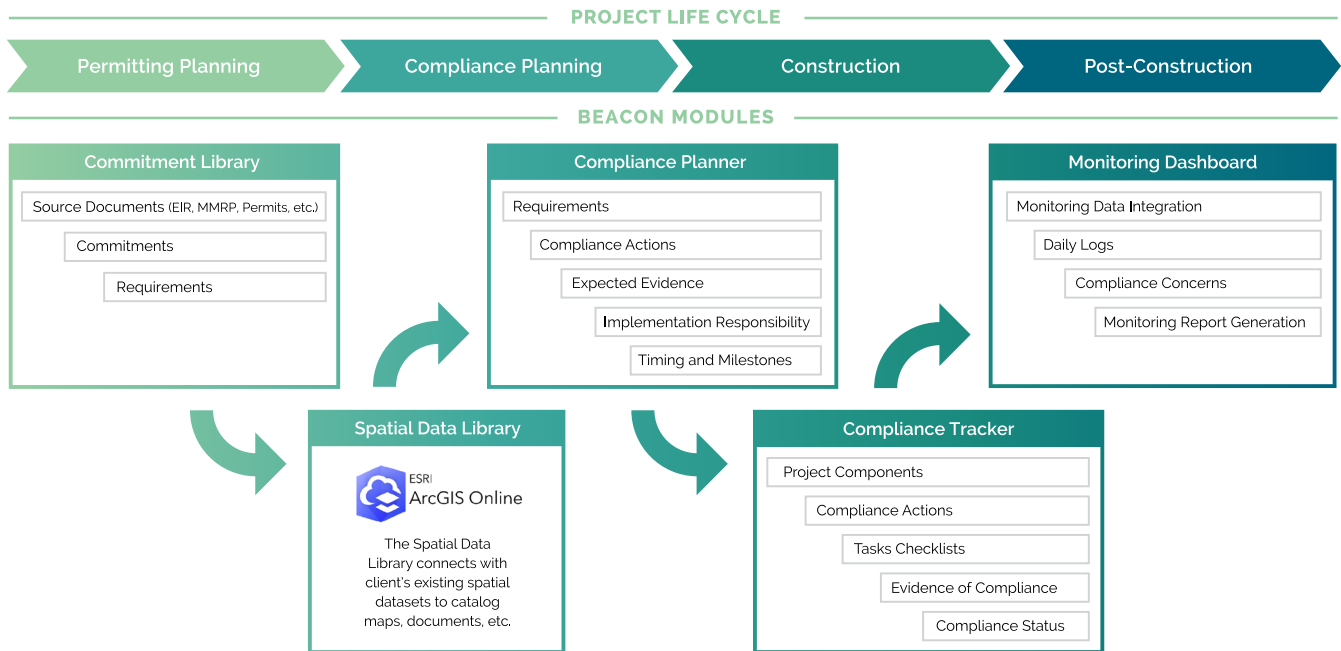 PROJECT LIFE CYCLE
Permitting Planning
Compliance Planning
Construction
Post-Construction
BEACON MODULES
Commitment Library
Source Documents (EIR, MMRP, Permits, etc.)
Commitments
Requirements
Spatial Data Library
ESRI
ArcGIS Online
The Spatial Data
Library connects with
client's existing spatial
datasets to catalog
maps, documents, etc.
Compliance Planner
Requirements
Compliance Actions
Expected Evidence
Implementation Responsibility
Timing and Milestones
Compliance Tracker
Project Components
Compliance Actions
Tasks Checklists
Evidence of Compliance
Compliance Status
Monitoring Dashboard
Monitoring Data Integration
Daily Logs
Compliance Concerns
Monitoring Report Generation